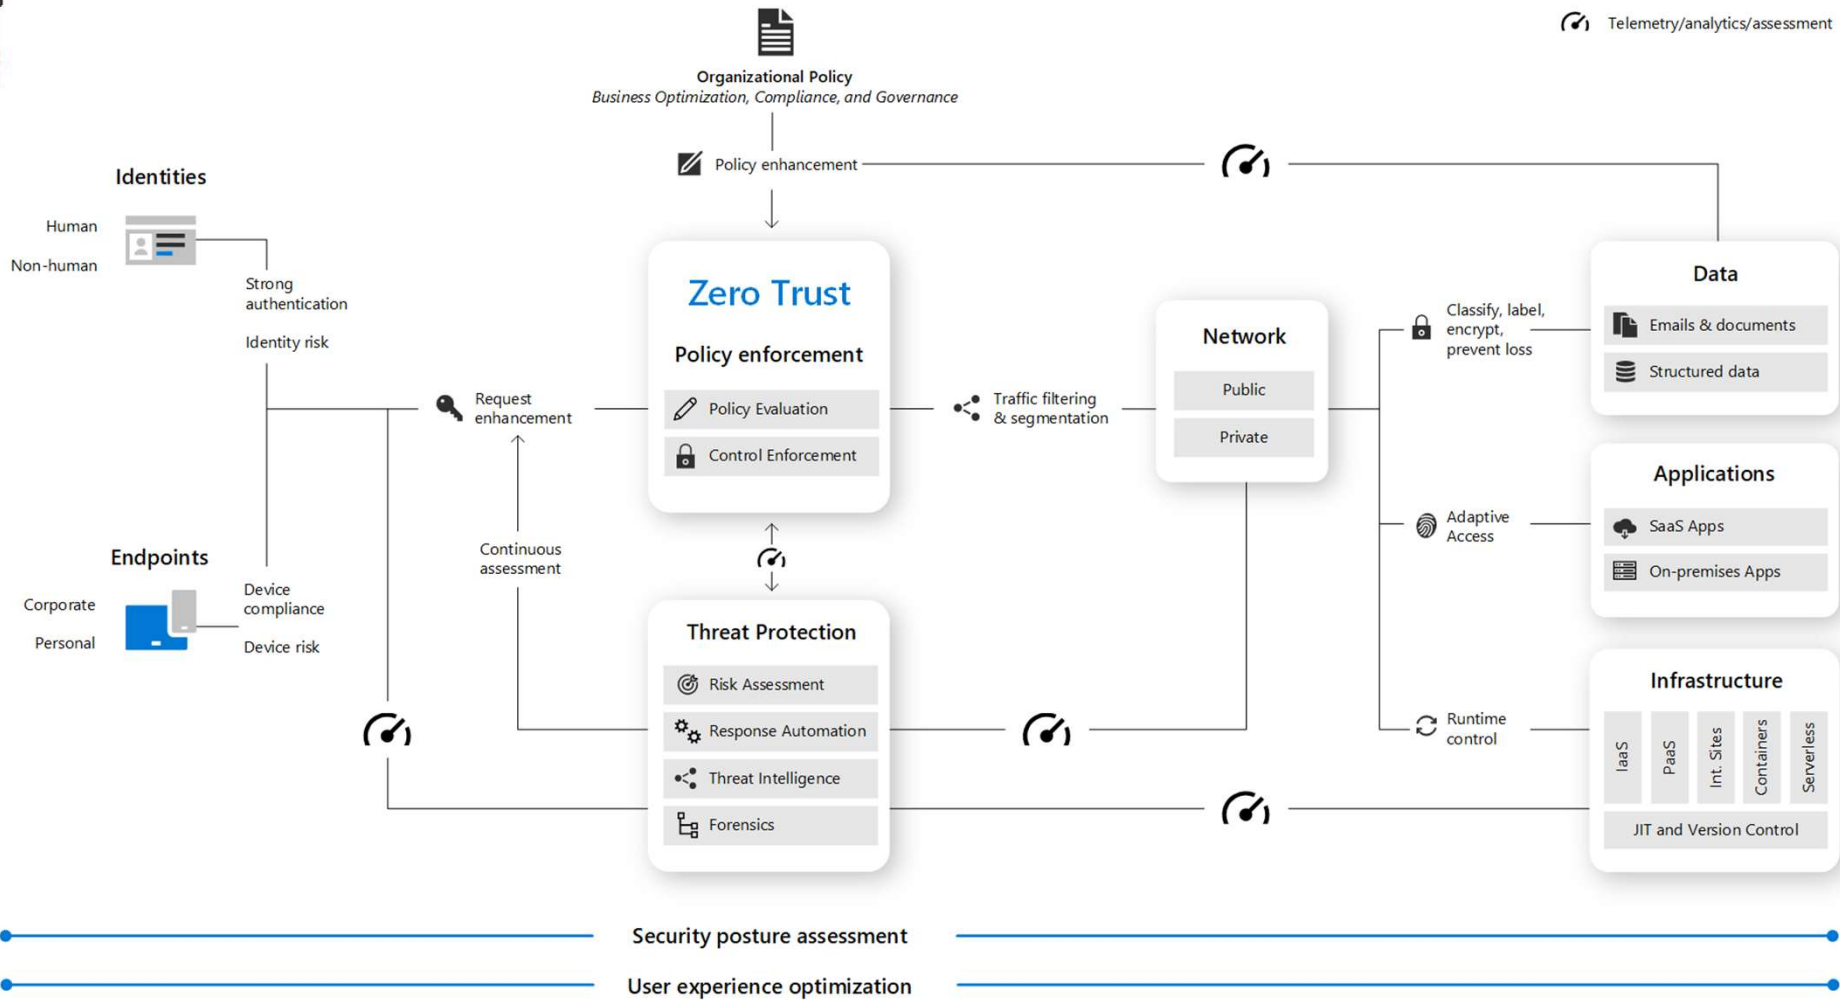 Telemetry/analytics/assessment
Organizational Policy
Business Optimization, Compliance, and Governance
Policy enhancement
Identities
Human
Non-human
Strong
authentication
Identity risk
Endpoints
Corporate
Personal
Device
compliance
Device risk
Request
enhancement
Continuous
assessment
Zero Trust
Policy enforcement
Policy Evaluation
Control Enforcement
Threat Protection
Risk Assessment
Response Automation
Threat Intelligence
Forensics
Traffic filtering
& segmentation
Network
Public
Private
Classify, label,
encrypt,
prevent loss
Adaptive
Access
Runtime
control
Data
Emails & documents
Structured data
Applications
SaaS Apps
On-premises Apps
Infrastructure
IaaS
PaaS
Int. Sites
Containers
Serverless
JIT and Version Control
Security posture assessment
User experience optimization